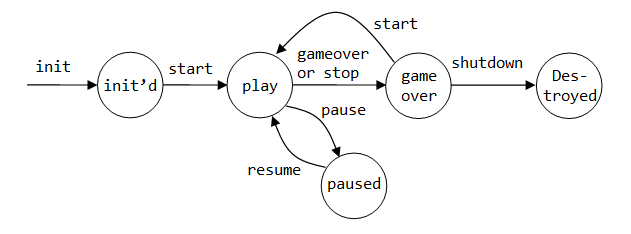 start
gameover
or stop
init
start
shutdown
init'd
play
game
over
Des-
troyed
pause
resume
paused